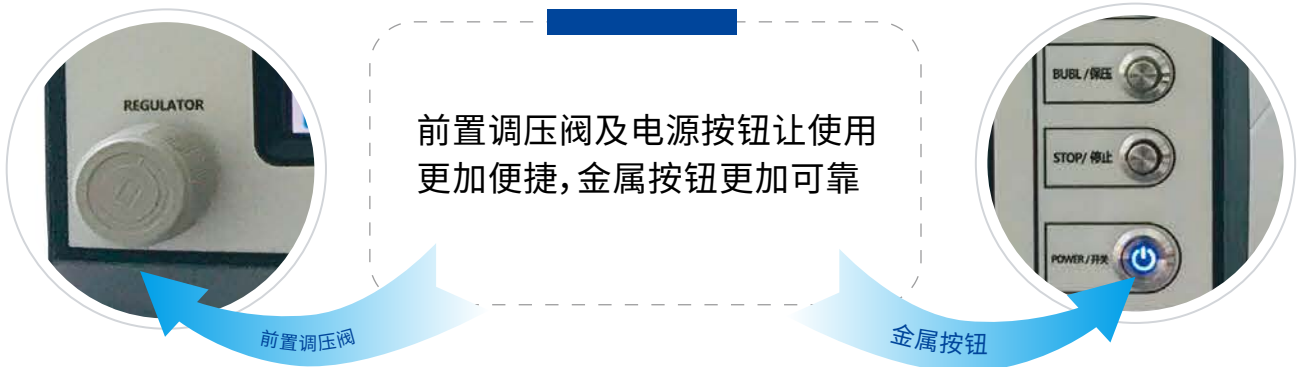 REGULATOR
前置调压阀及电源按钮让使用
更加便捷，金属按钮更加可靠
BUBL/保压
STOP/停止
POWER/开关
前置调压阀
金属按钮